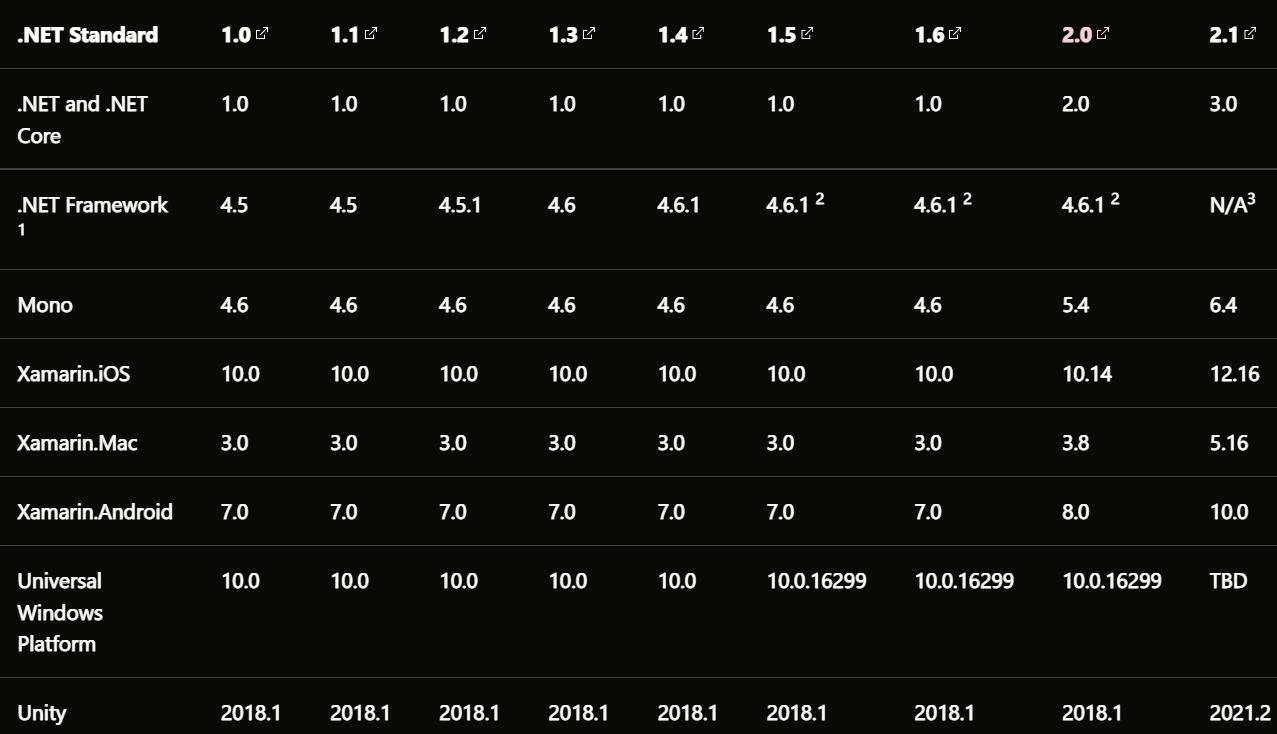 .NET Standard 1.0 1.1 1.2 1.3 1.4 1.5 1.6 2.0 2.1
.NET and .NET 1.0 1.0 1.0 1.0 1.0 1.0 1.0 2.0 3.0
Core
.NET Framework 4.5 4.5 4.5.1 4.6 4.6.1 4.6.1 2 4.6.1 2 4.6.1 2 N/A3
1
Mono 4.6 4.6 4.6 4.6 4.6 4.6 4.6 5.4 6.4
Xamarin.iOS 10.0 10.0 10.0 10.0 10.0 10.0 10.0 10.14 12.16
Xamarin.Mac 3.0 3.0 3.0 3.0 3.0 3.0 3.0 3.8 5.16
Xamarin.Android 7.0 7.0 7.0 7.0 7.0 7.0 7.0 8.0 10.0
Universal 10.0 10.0 10.0 10.0 10.0 10.0.16299 10.0.16299 10.0.16299 TBD
Windows
Platform
Unity 2018.1 2018.1 2018.1 2018.1 2018.1 2018.1 2018.1 2018.1 2021.2